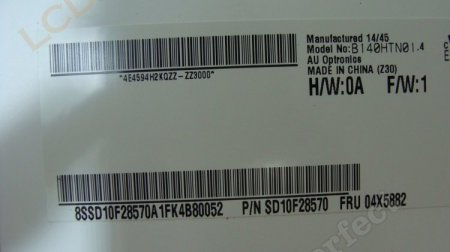 Manufactured 14/45
Model No:B140HTN01.4
AU Optronics
MADE IN CHINA (Z30)
H/W:0A F/W:1
"4E4594H2KQZZ-ZZ9000"
8SSD10F28570A1FK4B80052 P/N SD10F28570 FRU 04X5882